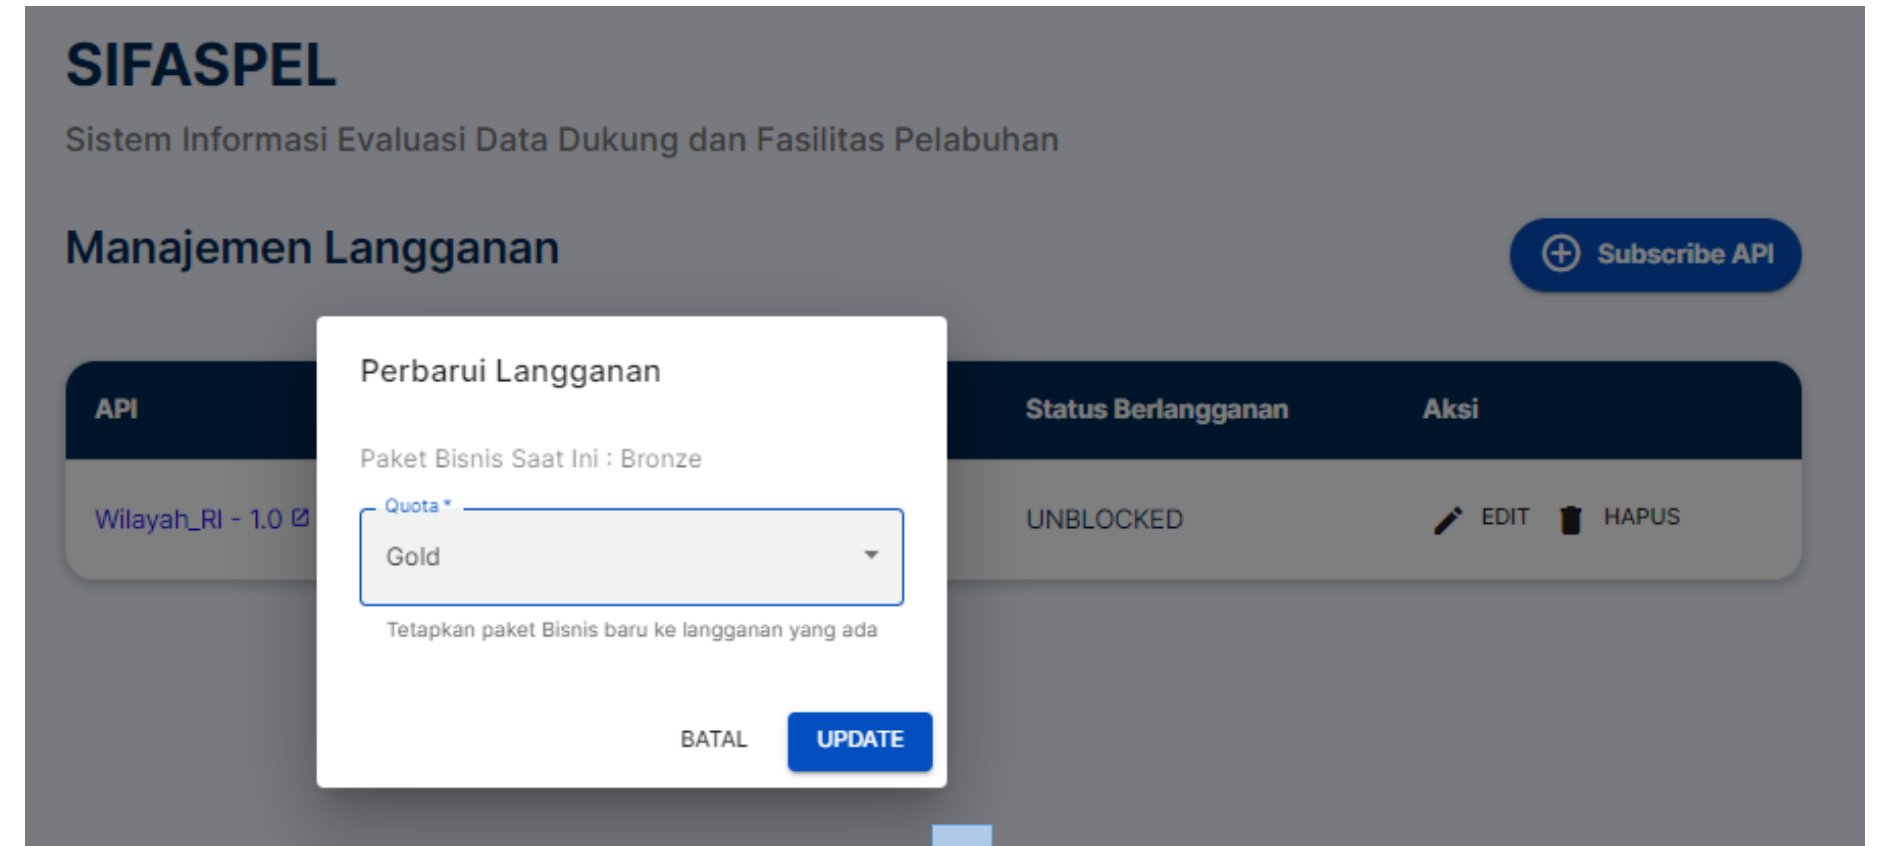 SIFASPEL
Sistem Informasi Evaluasi Data Dukung dan Fasilitas Pelabuhan
Manajemen Langganan
Subscribe API
API
Status Berlangganan
Aksi
Wilayah_RI - 1.0
UNBLOCKED
EDIT
HAPUS
Perbarui Langganan
Paket Bisnis Saat Ini : Bronze
Quota *
Gold
Tetapkan paket Bisnis baru ke langganan yang ada
BATAL
UPDATE